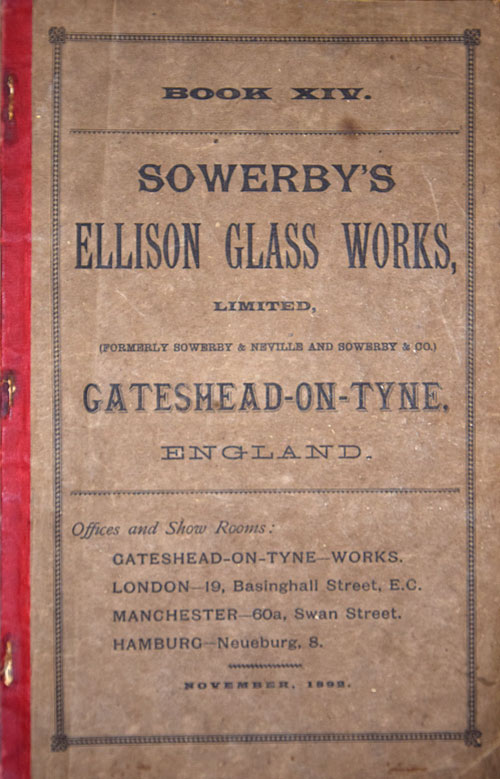 BOOK XIV.
SOWERBY'S
ELLISON GLASS WORKS,
LIMITED,
(FORMERLY SOWERBY & NEVILLE AND SOWERBY & CO.)
GATESHEAD-ON-TYNE,
ENGLAND.
Offices and Show Rooms:
GATESHEAD-ON-TYNE—WORKS.
LONDON—19, Basinghall Street, E.C.
MANCHESTER—60a, Swan Street.
HAMBURG—Neueburg, 8.
NOVEMBER, 1892.